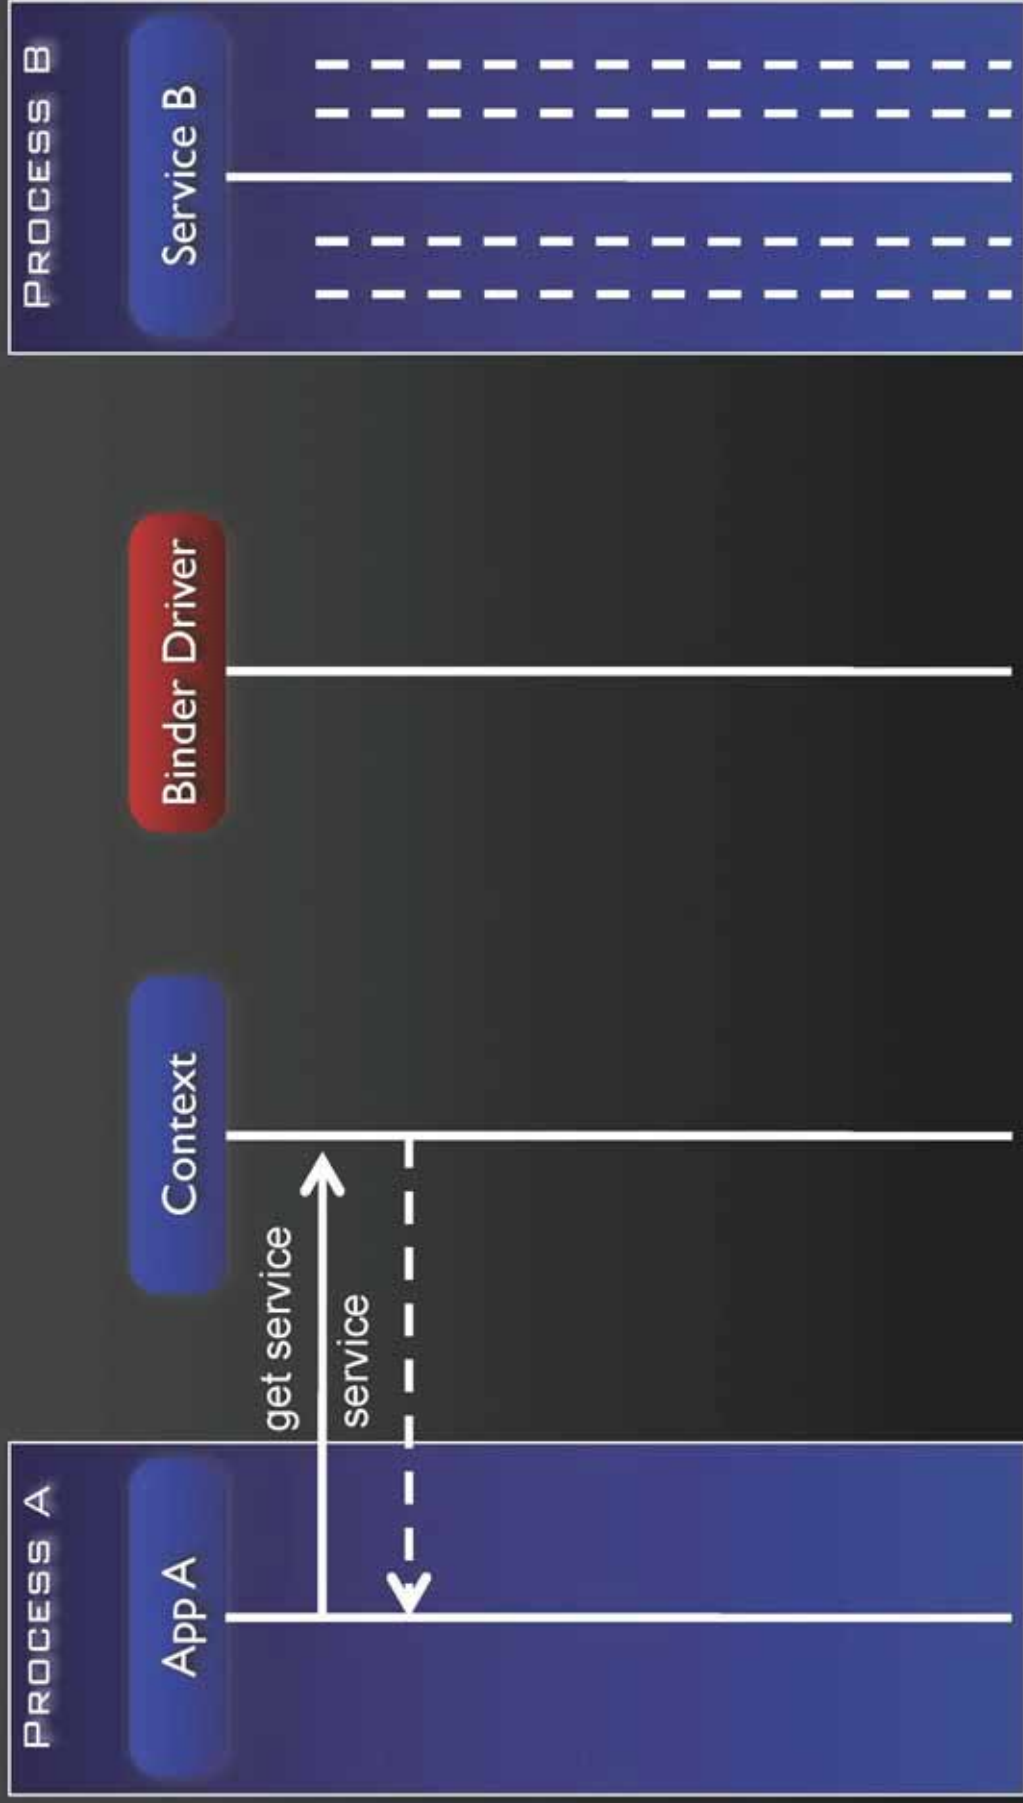 PROCESS A
PROCESS B
App A
Context
Binder Driver
Service B
get service
service